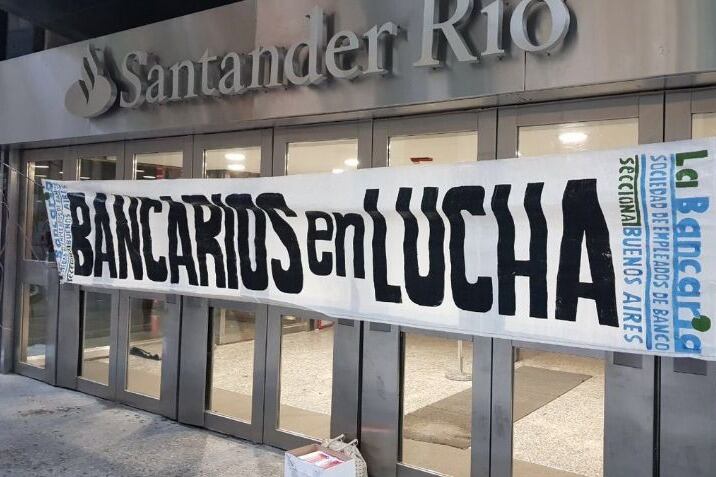 Santander Río
BANCARIOS en LUCHA
La Bancaria
SOCIEDAD DE EMPLEADOS DE BANCO
SECCIONAL BUENOS AIRES